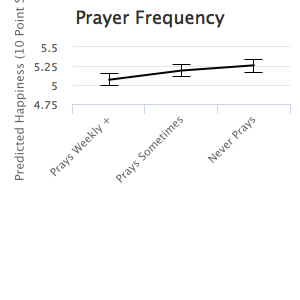 Prayer Frequency
Predicted Happiness (10 Point
5.5
5.25
5
4.75
Prays Weekly +
Prays Sometimes
Never Prays